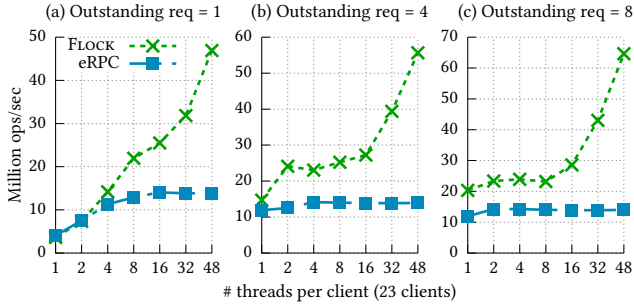 (a) Outstanding req = 1
(b) Outstanding req = 4
(c) Outstanding req = 8
Million ops/sec
50
40
30
20
10
0
FLOCK
eRPC
1 2 4 8 16 32 48
60
50
40
30
20
10
0
1 2 4 8 16 32 48
70
60
50
40
30
20
10
0
1 2 4 8 16 32 48
# threads per client (23 clients)